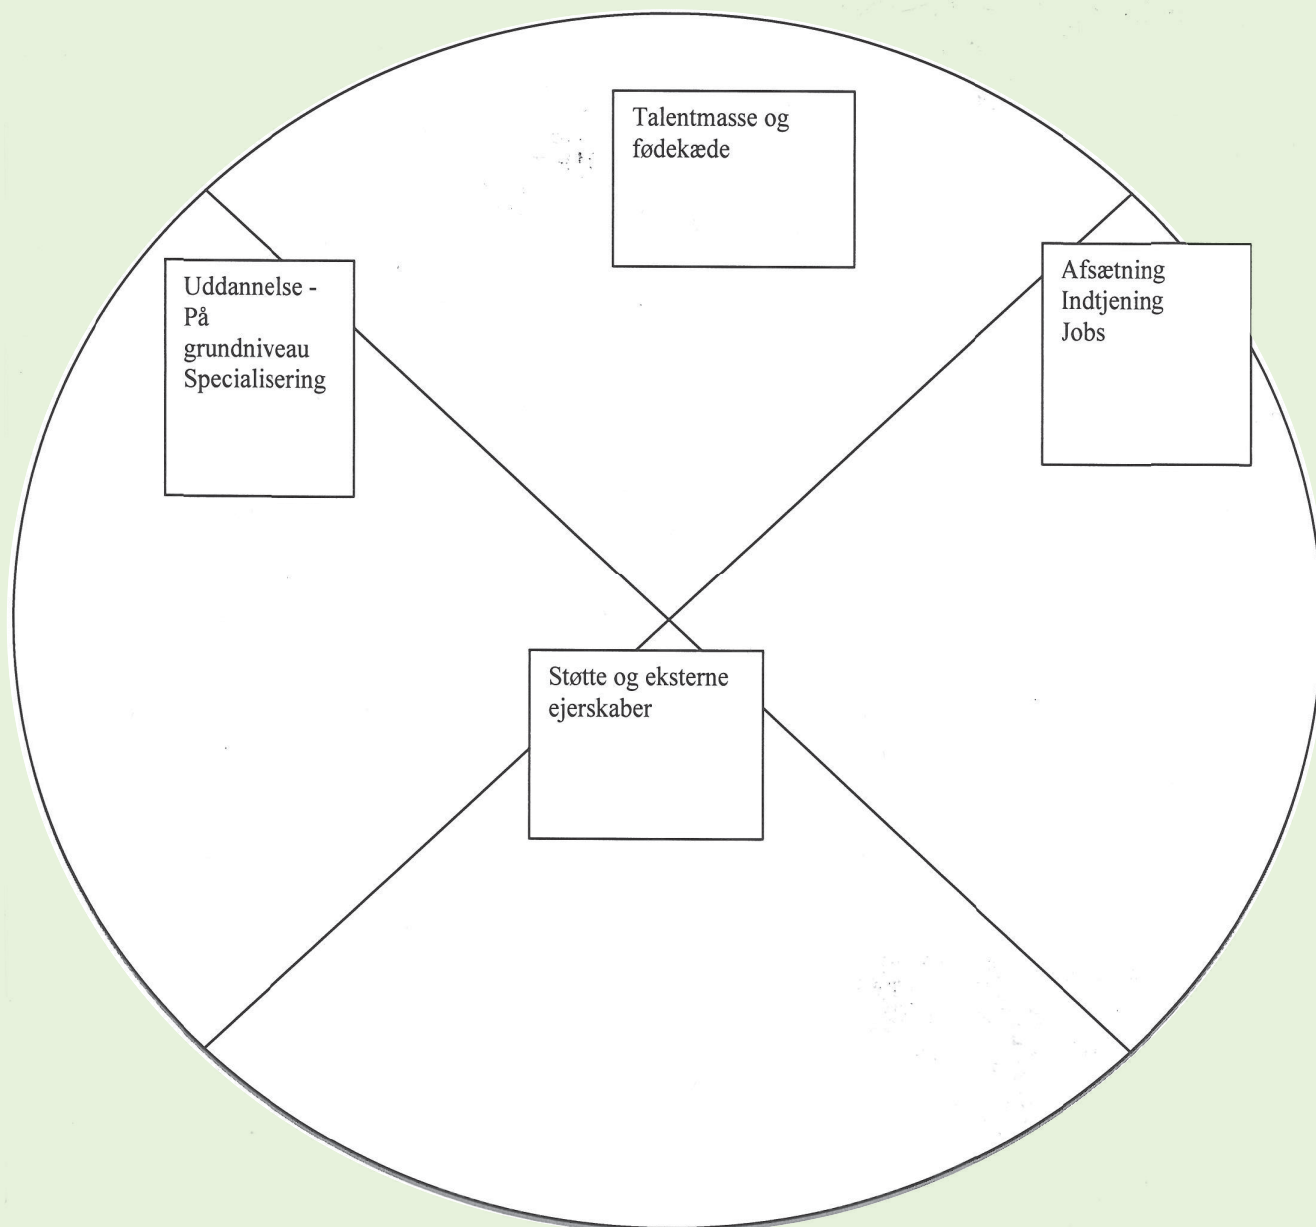 Talentmasse og
fødekæde
Uddannelse -
På
grundniveau
Specialisering
Afsætning
Indtjening
Jobs
Støtte og eksterne
ejerskaber